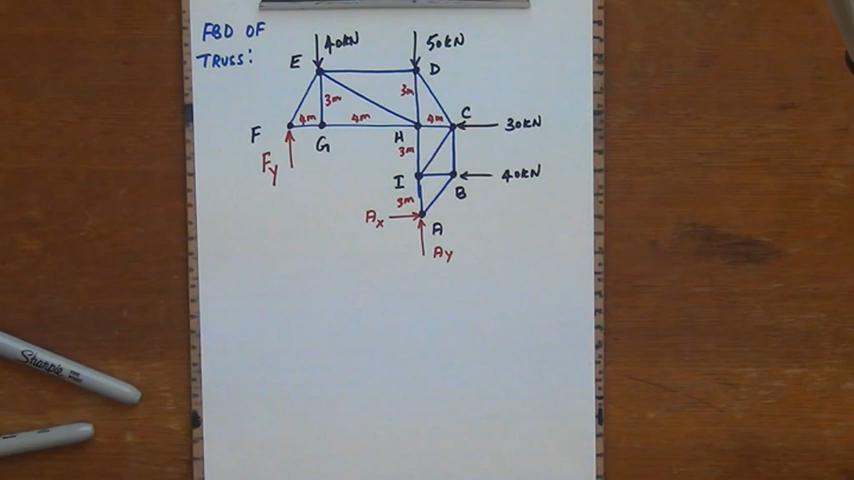 FBD OF
TRUSS:
40kN
50kN
E
D
3m
3m
4m
4m
4m
C
30kN
F
G
H
Fy
3m
I
B
40kN
3m
Ax
A
Ay
Sharpie